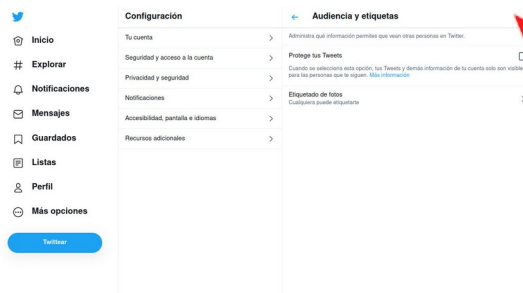 Inicio
Explorar
Notificaciones
Mensajes
Guardados
Listas
Perfil
Más opciones
Twittear
Configuración
Tu cuenta
Seguridad y acceso a la cuenta
Privacidad y seguridad
Notificaciones
Accesibilidad, pantalla e idiomas
Recursos adicionales
Audiencia y etiquetas
Administra qué información permites que vean otras personas en Twitter.
Protege tus Tweets
Cuando se selecciona esta opción, tus Tweets y demás información de tu cuenta solo son visible
para las personas que te siguen. Más información
Etiquetado de fotos
Cualquiera puede etiquetarte